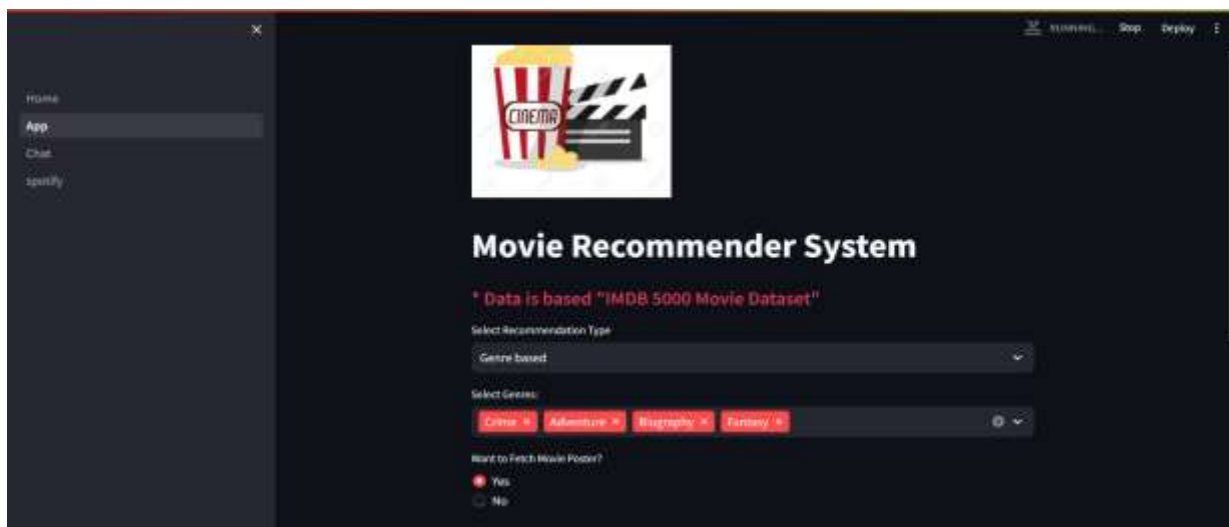 RUNNING... Stop Deploy
Home
App
Chat
spotify
CINEMA
Movie Recommender System
* Data is based "IMDB 5000 Movie Dataset"
Select Recommendation Type
Genre based
Select Genres:
Crime × Adventure × Biography × Fantasy ×
Want to Fetch Movie Poster?
Yes
No